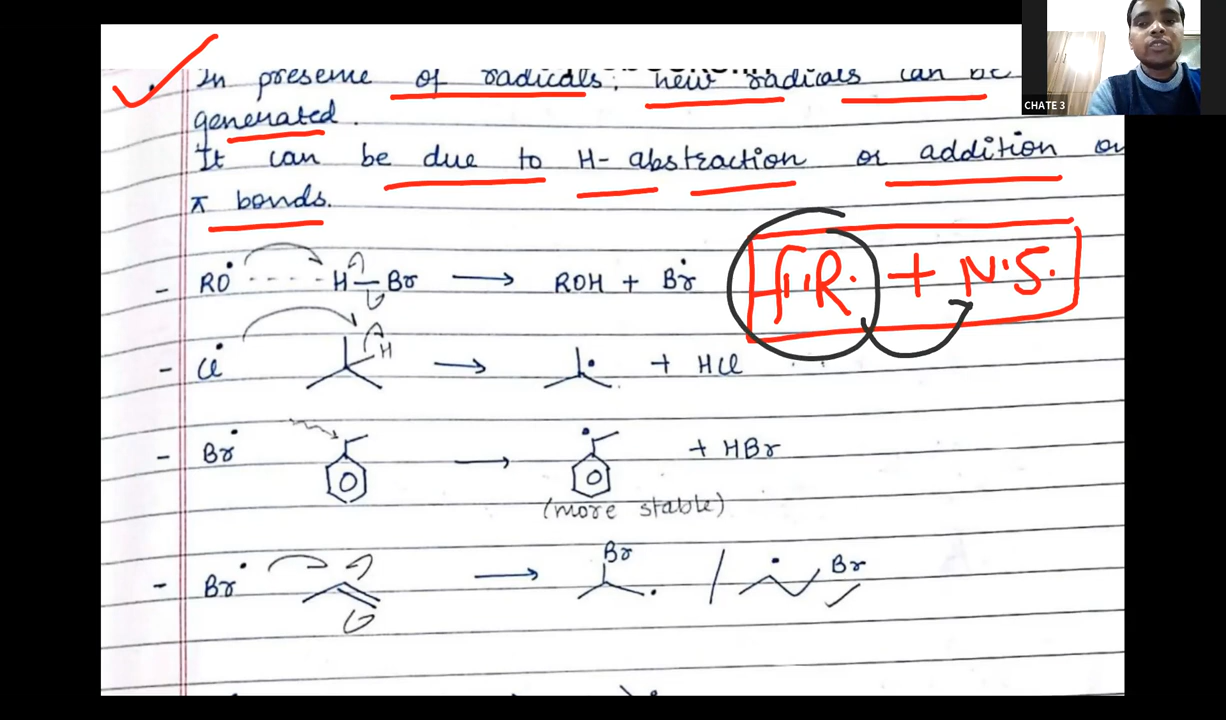 CHATE 3
In presence of radicals, new radicals can be
generated.
It can be due to H- abstraction or addition on
π bonds.
- RO• H—Br → ROH + Br•
F.R. + N.S.
- Cl• H → • + HCl
- Br• → • + HBr
(more stable)
- Br• → Br • / • Br